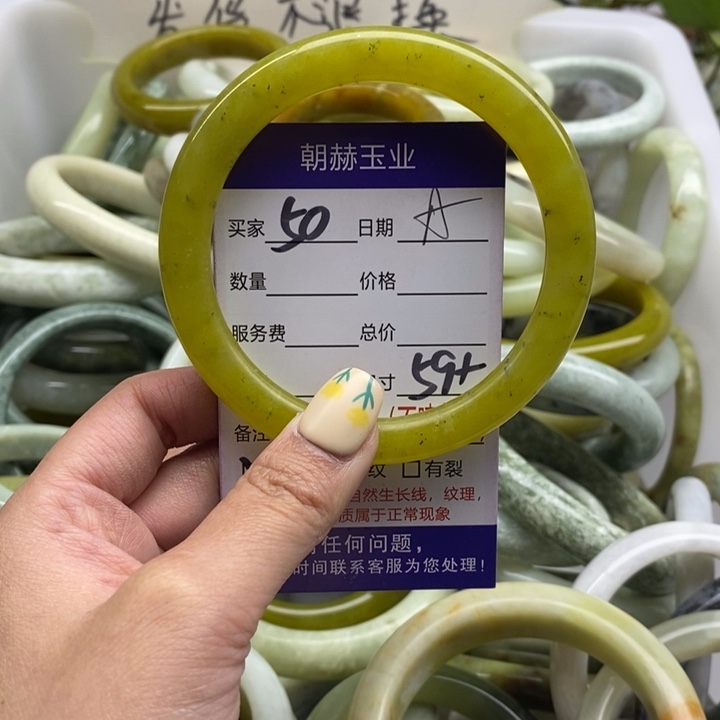 朝赫玉业
买家 50 日期
数量 价格
服务费 总价
寸 59+
备注
纹 □有裂
自然生长线，纹理，
质属于正常现象
任何问题，
时间联系客服为您处理！